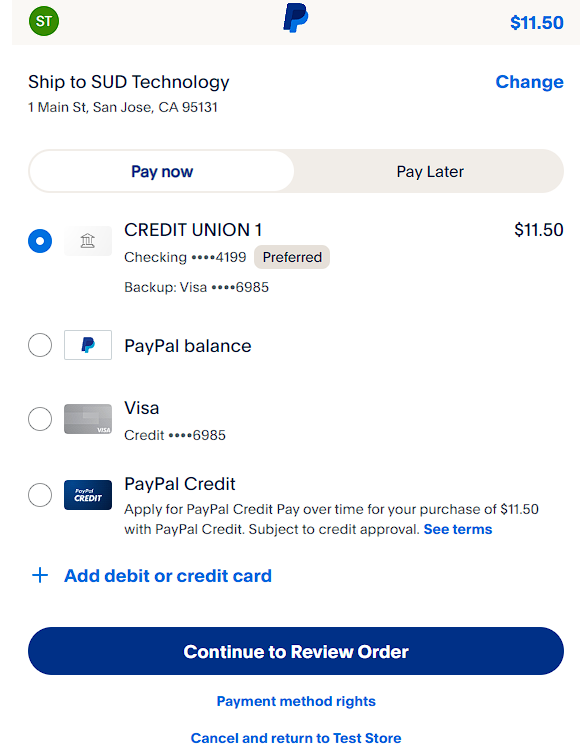 ST
$11.50
Ship to SUD Technology
Change
1 Main St, San Jose, CA 95131
Pay now
Pay Later
CREDIT UNION 1
$11.50
Checking ••••4199 Preferred
Backup: Visa ••••6985
PayPal balance
Visa
VISA
Credit ••••6985
PayPal Credit
PayPal
CREDIT
Apply for PayPal Credit Pay over time for your purchase of $11.50
with PayPal Credit. Subject to credit approval. See terms
+ Add debit or credit card
Continue to Review Order
Payment method rights
Cancel and return to Test Store